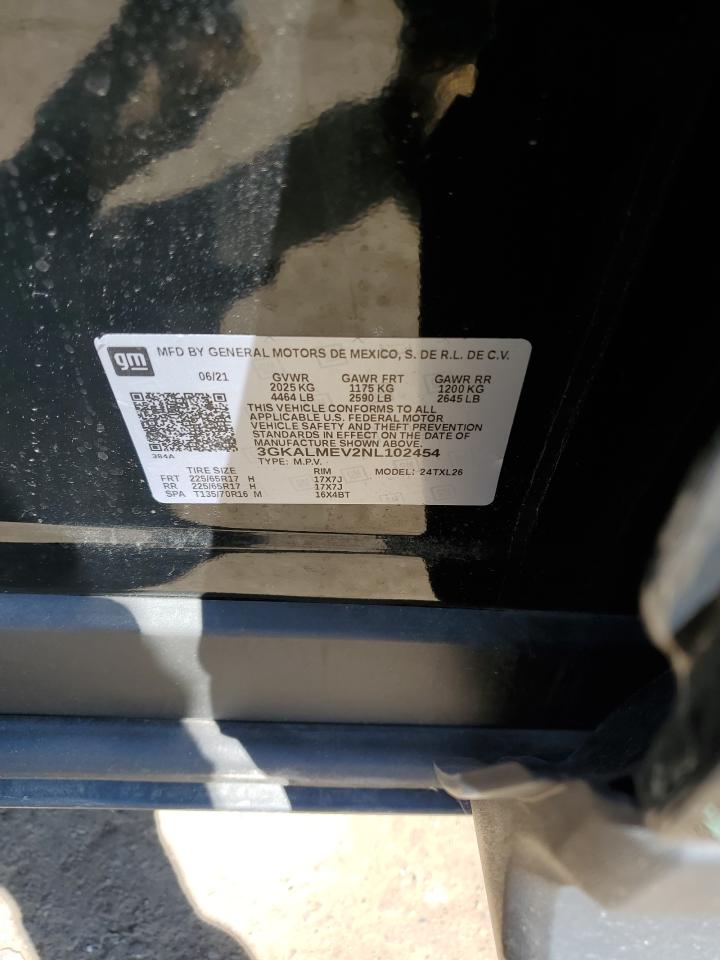 gm MFD BY GENERAL MOTORS DE MEXICO, S. DE R.L. DE C.V.
06/21 GVWR GAWR FRT GAWR RR
2025 KG 1175 KG 1200 KG
4464 LB 2590 LB 2645 LB
THIS VEHICLE CONFORMS TO ALL
APPLICABLE U.S. FEDERAL MOTOR
VEHICLE SAFETY AND THEFT PREVENTION
STANDARDS IN EFFECT ON THE DATE OF
MANUFACTURE SHOWN ABOVE.
3GKALMEV2NL102454
394A TYPE: M.P.V.
TIRE SIZE RIM MODEL: 24TXL26
FRT 225/65R17 H 17X7J
RR 225/65R17 H 17X7J
SPA T135/70R16 M 16X4BT